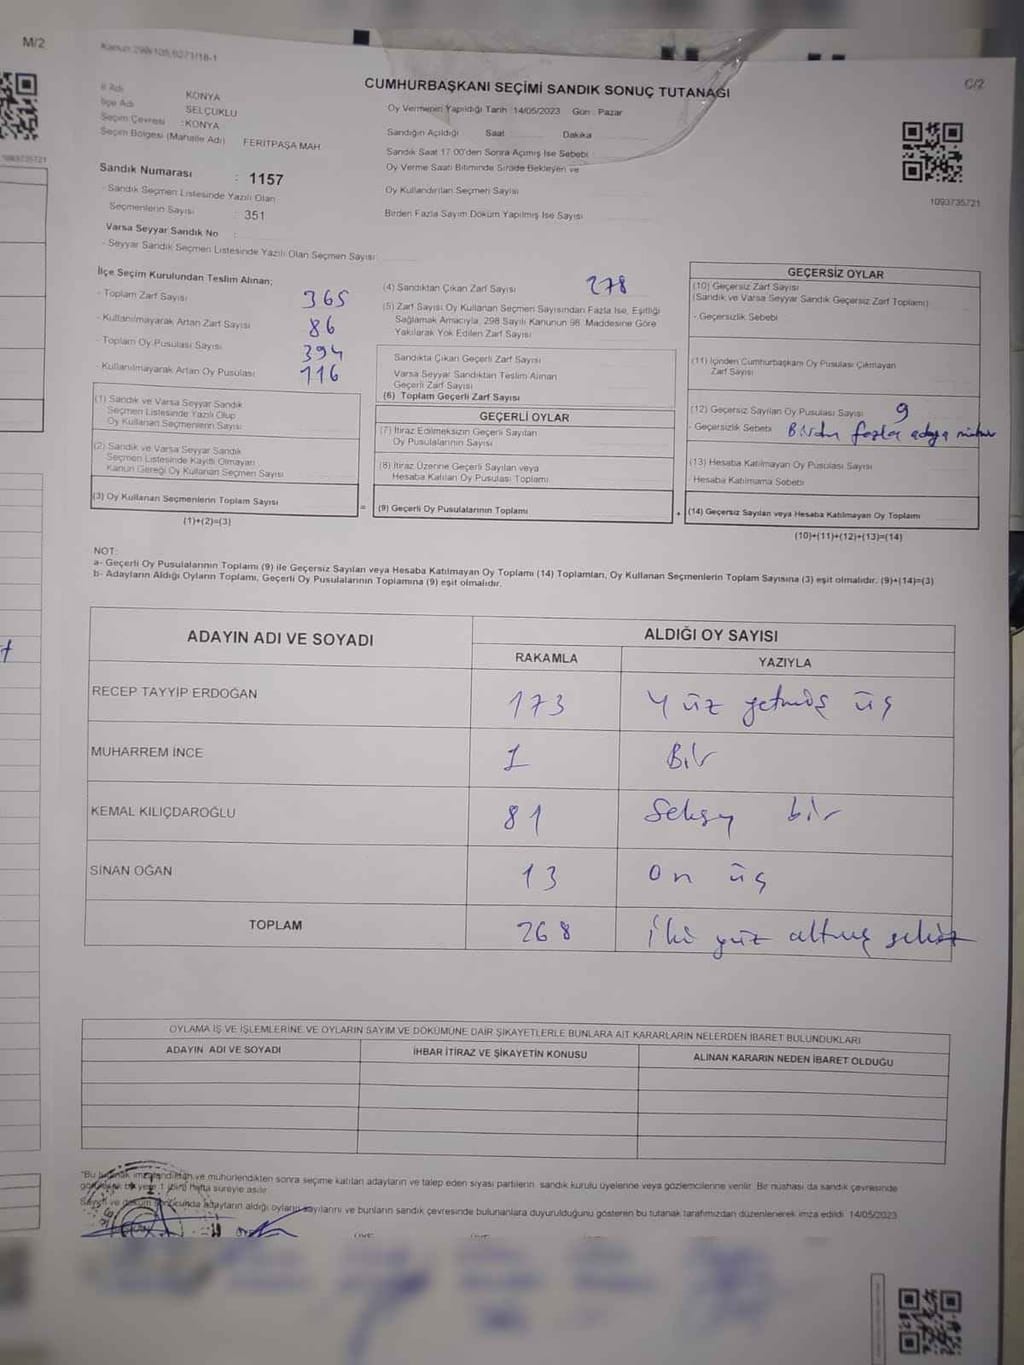 M/2
Kanun:298/105,6271/18-1
C/2
CUMHURBAŞKANI SEÇİMİ SANDIK SONUÇ TUTANAĞI
İl Adı KONYA
İlçe Adı SELÇUKLU
Seçim Çevresi :KONYA
Seçim Bölgesi (Mahalle Adı) FERİTPAŞA MAH
Sandık Numarası : 1157
- Sandık Seçmen Listesinde Yazılı Olan
Seçmenlerin Sayısı 351
Varsa Seyyar Sandık No :
- Seyyar Sandık Seçmen Listesinde Yazılı Olan Seçmen Sayısı:
Oy Vermenin Yapıldığı Tarih :14/05/2023 Gün : Pazar
Sandığın Açıldığı Saat Dakika
Sandık Saat 17.00'den Sonra Açılmış İse Sebebi :
Oy Verme Saati Bitiminde Sırada Bekleyen ve
Oy Kullandırılan Seçmen Sayısı
Birden Fazla Sayım Döküm Yapılmış İse Sayısı
1093735721
İlçe Seçim Kurulundan Teslim Alınan;
- Toplam Zarf Sayısı 365
- Kullanılmayarak Artan Zarf Sayısı 86
- Toplam Oy Pusulası Sayısı 394
- Kullanılmayarak Artan Oy Pusulası 116
(1) Sandık ve Varsa Seyyar Sandık
Seçmen Listesinde Yazılı Olup
Oy Kullanan Seçmenlerin Sayısı
(2) Sandık ve Varsa Seyyar Sandık
Seçmen Listesinde Kayıtlı Olmayan
Kanun Gereği Oy Kullanan Seçmen Sayısı
(3) Oy Kullanan Seçmenlerin Toplam Sayısı
(1)+(2)=(3)
=
(4) Sandıktan Çıkan Zarf Sayısı 278
(5) Zarf Sayısı Oy Kullanan Seçmen Sayısından Fazla İse, Eşitliği
Sağlamak Amacıyla, 298 Sayılı Kanunun 98. Maddesine Göre
Yakılarak Yok Edilen Zarf Sayısı
Sandıkta Çıkan Geçerli Zarf Sayısı
Varsa Seyyar Sandıktan Teslim Alınan
Geçerli Zarf Sayısı
(6) Toplam Geçerli Zarf Sayısı
GEÇERLİ OYLAR
(7) İtiraz Edilmeksizin Geçerli Sayılan
Oy Pusulalarının Sayısı
(8) İtiraz Üzerine Geçerli Sayılan veya
Hesaba Katılan Oy Pusulası Toplamı
(9) Geçerli Oy Pusulalarının Toplamı
+
GEÇERSİZ OYLAR
(10) Geçersiz Zarf Sayısı
(Sandık ve Varsa Seyyar Sandık Geçersiz Zarf Toplamı)
- Geçersizlik Sebebi
(11) İçinden Cumhurbaşkanı Oy Pusulası Çıkmayan
Zarf Sayısı
(12) Geçersiz Sayılan Oy Pusulası Sayısı 9
- Geçersizlik Sebebi Birden fazla adaya mühür
(13) Hesaba Katılmayan Oy Pusulası Sayısı
Hesaba Katılmama Sebebi
(14) Geçersiz Sayılan veya Hesaba Katılmayan Oy Toplamı
(10)+(11)+(12)+(13)=(14)
NOT:
a- Geçerli Oy Pusulalarının Toplamı (9) ile Geçersiz Sayılan veya Hesaba Katılmayan Oy Toplamı (14) Toplamları, Oy Kullanan Seçmenlerin Toplam Sayısına (3) eşit olmalıdır. (9)+(14)=(3)
b- Adayların Aldığı Oyların Toplamı, Geçerli Oy Pusulalarının Toplamına (9) eşit olmalıdır.
ADAYIN ADI VE SOYADI ALDIĞI OY SAYISI
RAKAMLA YAZIYLA
RECEP TAYYİP ERDOĞAN 173 Yüz yetmiş üç
MUHARREM İNCE 1 Bir
KEMAL KILIÇDAROĞLU 81 Seksen bir
SİNAN OĞAN 13 on üç
TOPLAM 268 iki yüz altmış sekiz
OYLAMA İŞ VE İŞLEMLERİNE VE OYLARIN SAYIM VE DÖKÜMÜNE DAİR ŞİKAYETLERLE BUNLARA AİT KARARLARIN NELERDEN İBARET BULUNDUKLARI
ADAYIN ADI VE SOYADI İHBAR İTİRAZ VE ŞİKAYETİN KONUSU ALINAN KARARIN NEDEN İBARET OLDUĞU
"Bu tutanak imzalandıktan ve mühürlendikten sonra seçime katılan adayların ve talep eden siyasi partilerin sandık kurulu üyelerine veya gözlemcilerine verilir. Bir nüshası da sandık çevresinde
1 (bir) hafta süreyle asılır.
Sayım ve döküm sonucunda adayların aldığı oyların sayılarını ve bunların sandık çevresinde bulunanlara duyurulduğunu gösteren bu tutanak tarafımızdan düzenlenerek imza edildi. 14/05/2023